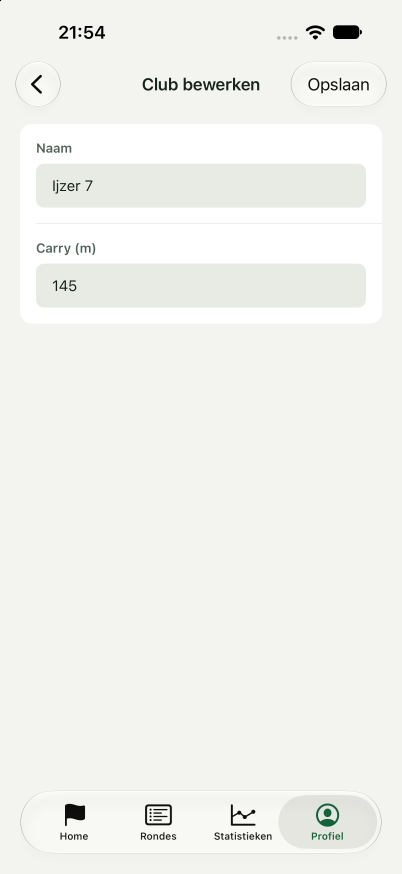 21:54
Club bewerken
Opslaan
Naam
Ijzer 7
Carry (m)
145
Home
Rondes
Statistieken
Profiel